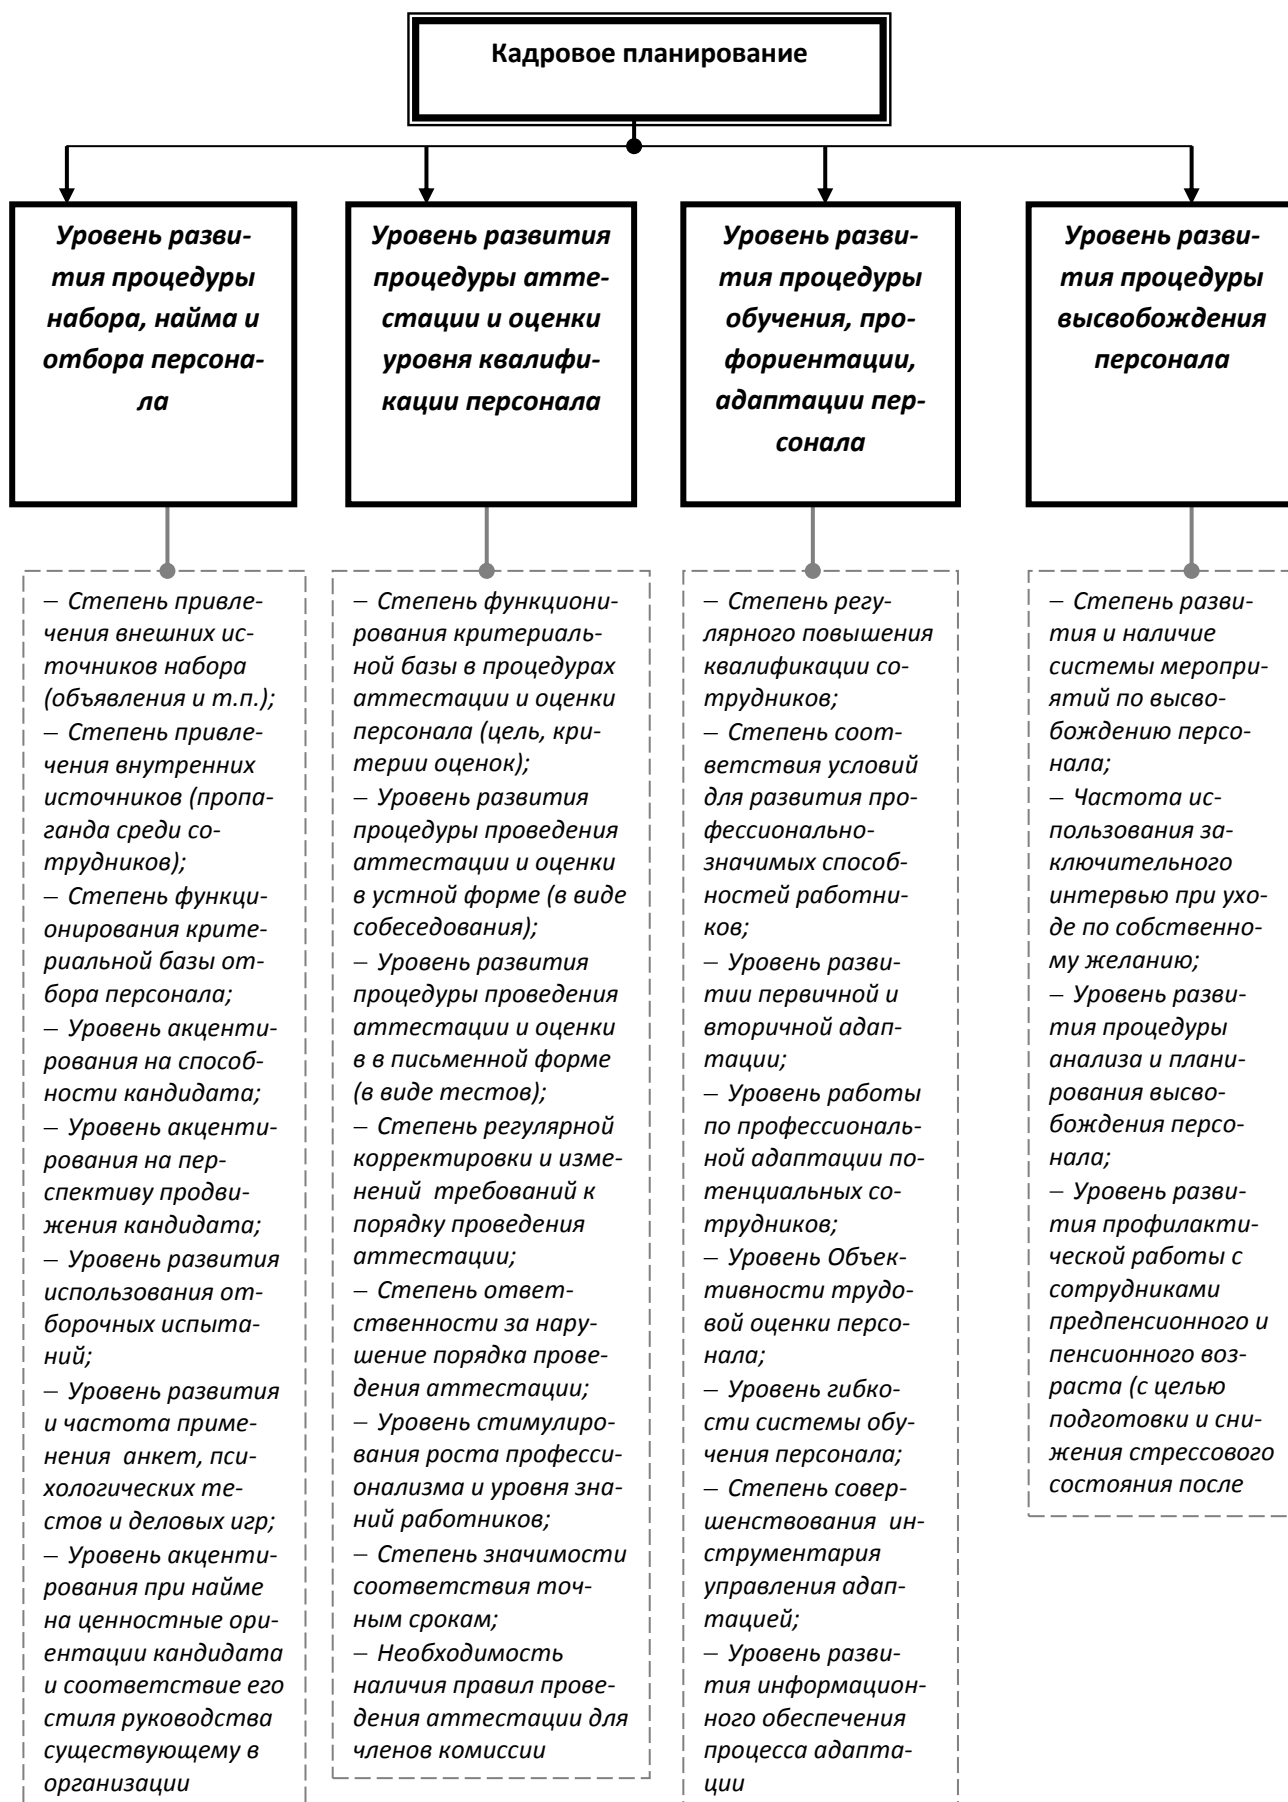 Кадровое планирование
Уровень разви-
тия процедуры
набора, найма и
отбора персона-
ла
Уровень развития
процедуры атте-
стации и оценки
уровня квалифи-
кации персонала
Уровень разви-
тия процедуры
обучения, про-
фориентации,
адаптации пер-
сонала
Уровень разви-
тия процедуры
высвобождения
персонала
– Степень привле-
чения внешних ис-
точников набора
(объявления и т.п.);
– Степень привле-
чения внутренних
источников (пропа-
ганда среди со-
трудников);
– Степень функци-
онирования крите-
риальной базы от-
бора персонала;
– Уровень акценти-
рования на способ-
ности кандидата;
– Уровень акценти-
рования на пер-
спективу продви-
жения кандидата;
– Уровень развития
использования от-
борочных испыта-
ний;
– Уровень развития
и частота приме-
нения  анкет, пси-
хологических те-
стов и деловых игр;
– Уровень акценти-
рования при найме
на ценностные ори-
ентации кандидата
и соответствие его
стиля руководства
существующему в
организации
– Степень функциони-
рования критериаль-
ной базы в процедурах
аттестации и оценки
персонала (цель, кри-
терии оценок);
– Уровень развития
процедуры проведения
аттестации и оценки
в устной форме (в виде
собеседования);
– Уровень развития
процедуры проведения
аттестации и оценки
в в письменной форме
(в виде тестов);
– Степень регулярной
корректировки и изме-
нений  требований к
порядку проведения
аттестации;
– Степень ответ-
ственности за нару-
шение порядка прове-
дения аттестации;
– Уровень стимулиро-
вания роста професси-
онализма и уровня зна-
ний работников;
– Степень значимости
соответствия точ-
ным срокам;
– Необходимость
наличия правил прове-
дения аттестации для
членов комиссии
– Степень регу-
лярного повышения
квалификации со-
трудников;
– Степень соот-
ветствия условий
для развития про-
фессионально-
значимых способ-
ностей работни-
ков;
– Уровень разви-
тии первичной и
вторичной адап-
тации;
– Уровень работы
по профессиональ-
ной адаптации по-
тенциальных со-
трудников;
– Уровень Объек-
тивности трудо-
вой оценки персо-
нала;
– Уровень гибко-
сти системы обу-
чения персонала;
– Степень совер-
шенствования  ин-
струментария
управления адап-
тацией;
– Уровень разви-
тия информацион-
ного обеспечения
процесса адапта-
ции
– Степень разви-
тия и наличие
системы меропри-
ятий по высво-
бождению персо-
нала;
– Частота ис-
пользования за-
ключительного
интервью при ухо-
де по собственно-
му желанию;
– Уровень разви-
тия процедуры
анализа и плани-
рования высво-
бождения персо-
нала;
– Уровень разви-
тия профилакти-
ческой работы с
сотрудниками
предпенсионного и
пенсионного воз-
раста (с целью
подготовки и сни-
жения стрессового
состояния после